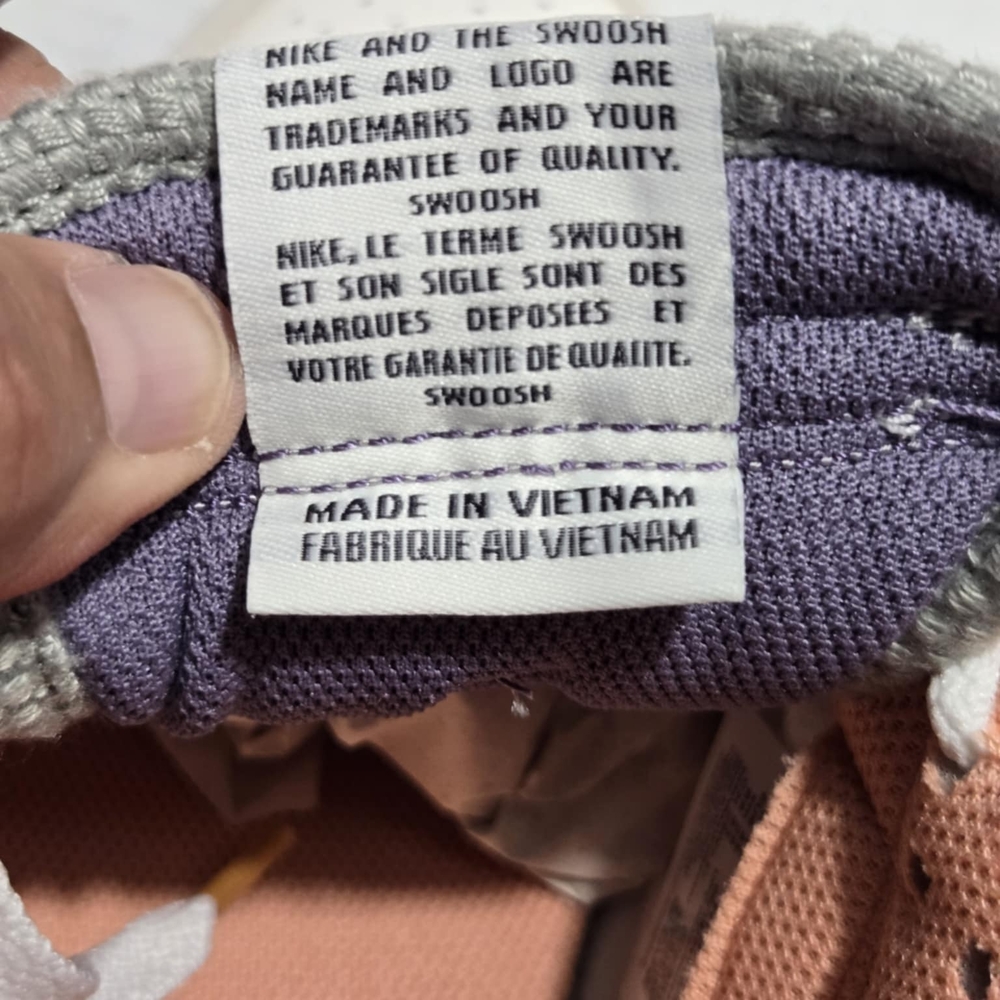 NIKE AND THE SWOOSH
NAME AND LOGO ARE
TRADEMARKS AND YOUR
GUARANTEE OF QUALITY.
SWOOSH
NIKE, LE TERME SWOOSH
ET SON SIGLE SONT DES
MARQUES DEPOSEES ET
VOTRE GARANTIE DE QUALITE.
SWOOSH
MADE IN VIETNAM
FABRIQUE AU VIETNAM